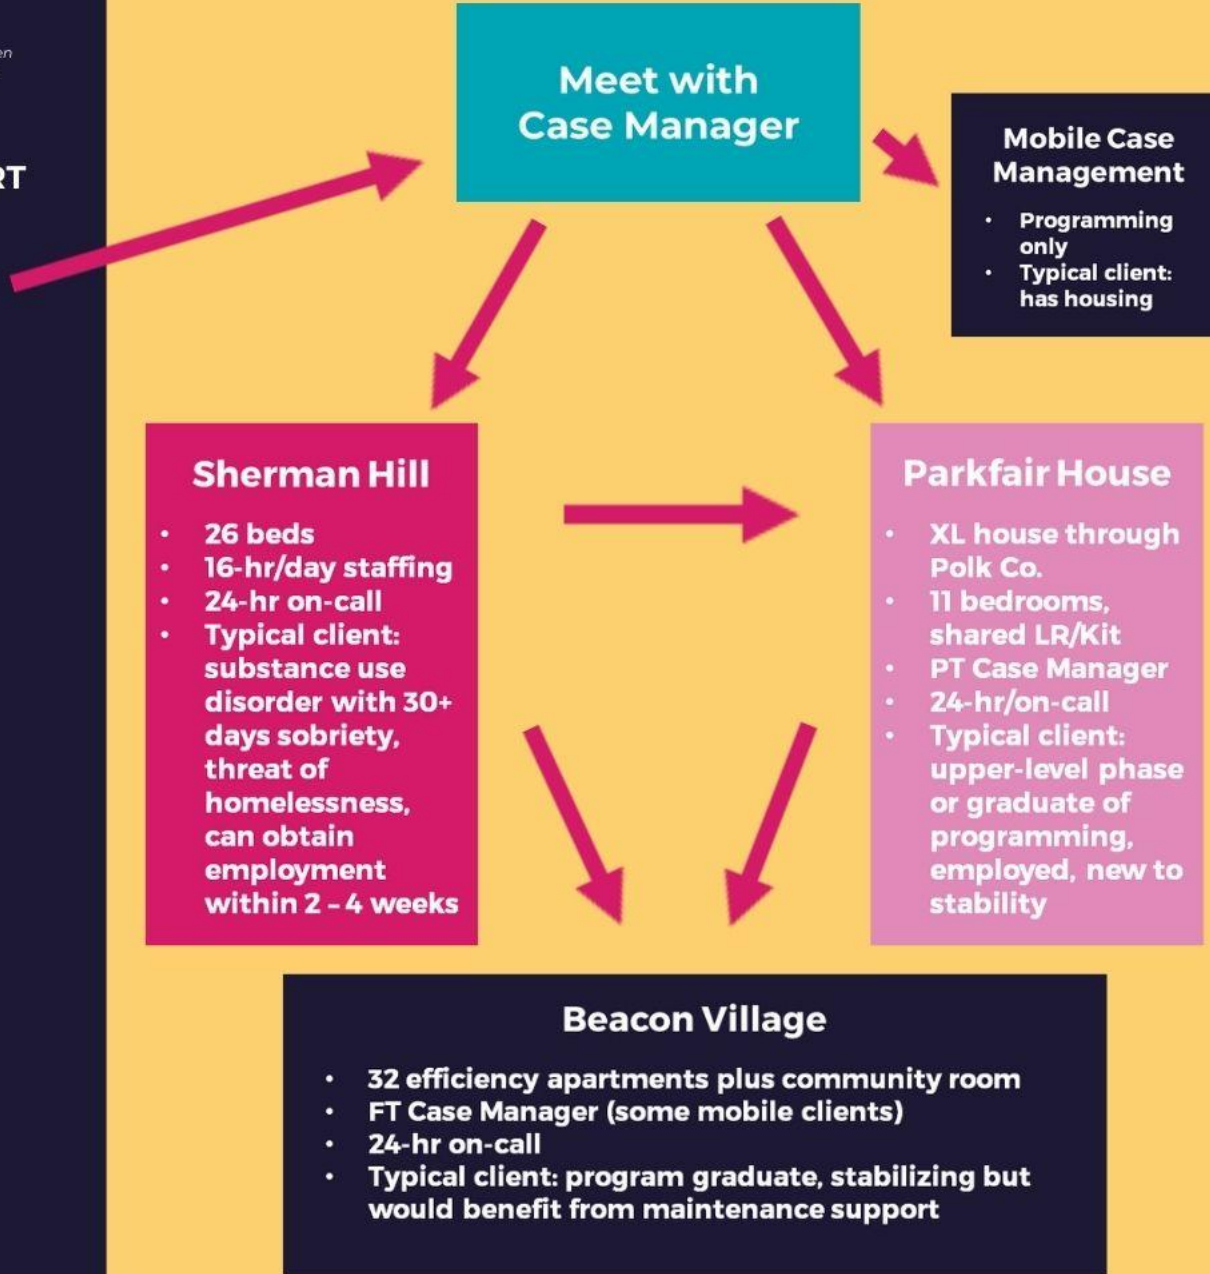 en
RT
Meet with
Case Manager
Mobile Case
Management
• Programming
only
• Typical client:
has housing
Sherman Hill
• 26 beds
• 16-hr/day staffing
• 24-hr on-call
• Typical client:
substance use
disorder with 30+
days sobriety,
threat of
homelessness,
can obtain
employment
within 2 – 4 weeks
Parkfair House
• XL house through
Polk Co.
• 11 bedrooms,
shared LR/Kit
• PT Case Manager
• 24-hr/on-call
• Typical client:
upper-level phase
or graduate of
programming,
employed, new to
stability
Beacon Village
• 32 efficiency apartments plus community room
• FT Case Manager (some mobile clients)
• 24-hr on-call
• Typical client: program graduate, stabilizing but
would benefit from maintenance support